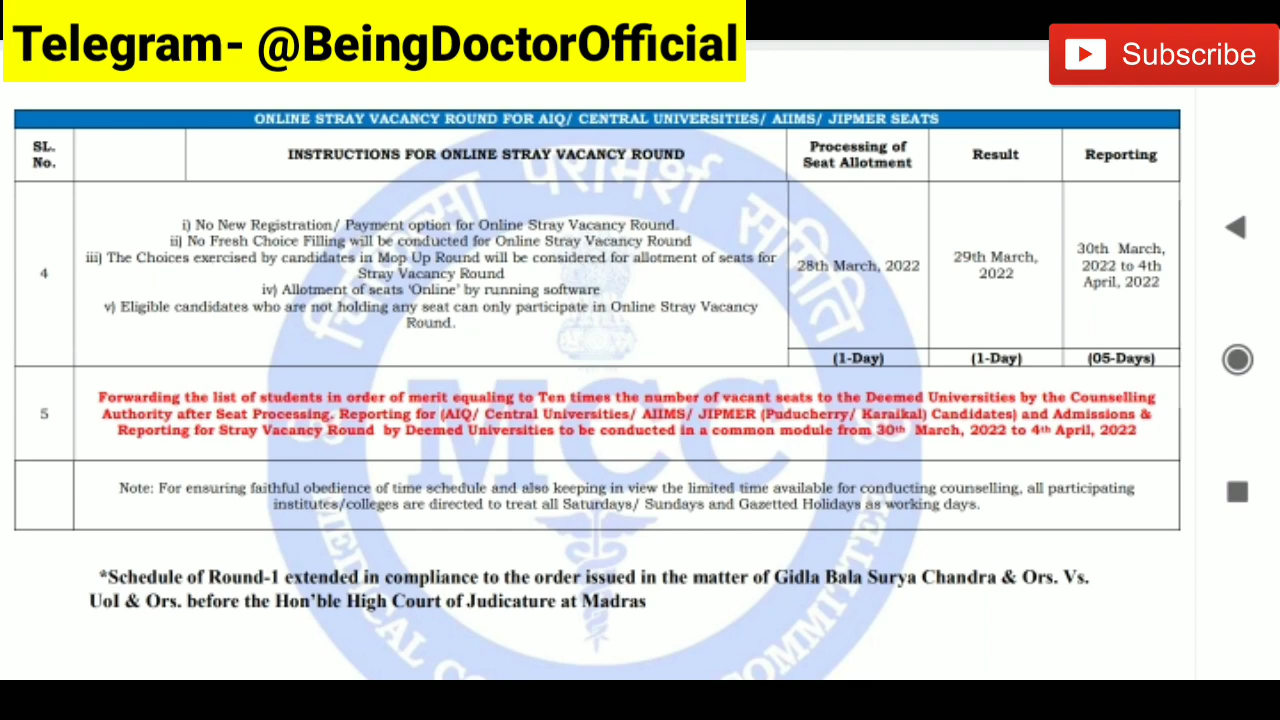 Telegram- @BeingDoctorOfficial
Subscribe
ONLINE STRAY VACANCY ROUND FOR AIQ/ CENTRAL UNIVERSITIES/ AIIMS/ JIPMER SEATS
SL. No.
INSTRUCTIONS FOR ONLINE STRAY VACANCY ROUND
Processing of
Seat Allotment
Result
Reporting
4
i) No New Registration/ Payment option for Online Stray Vacancy Round.
ii) No Fresh Choice Filling will be conducted for Online Stray Vacancy Round
iii) The Choices exercised by candidates in Mop Up Round will be considered for allotment of seats for
Stray Vacancy Round
iv) Allotment of seats 'Online' by running software
v) Eligible candidates who are not holding any seat can only participate in Online Stray Vacancy
Round.
28th March, 2022
29th March,
2022
30th March,
2022 to 4th
April, 2022
(1-Day)
(1-Day)
(05-Days)
5
Forwarding the list of students in order of merit equaling to Ten times the number of vacant seats to the Deemed Universities by the Counselling
Authority after Seat Processing. Reporting for (AIQ/ Central Universities/ AIIMS/ JIPMER (Puducherry/ Karaikal) Candidates) and Admissions &
Reporting for Stray Vacancy Round by Deemed Universities to be conducted in a common module from 30th March, 2022 to 4th April, 2022
Note: For ensuring faithful obedience of time schedule and also keeping in view the limited time available for conducting counselling, all participating
institutes/colleges are directed to treat all Saturdays/ Sundays and Gazetted Holidays as working days.
*Schedule of Round-1 extended in compliance to the order issued in the matter of Gidla Bala Surya Chandra & Ors. Vs.
UoI & Ors. before the Hon'ble High Court of Judicature at Madras
चिकित्सा परामर्श समिति
MCC
MEDICAL